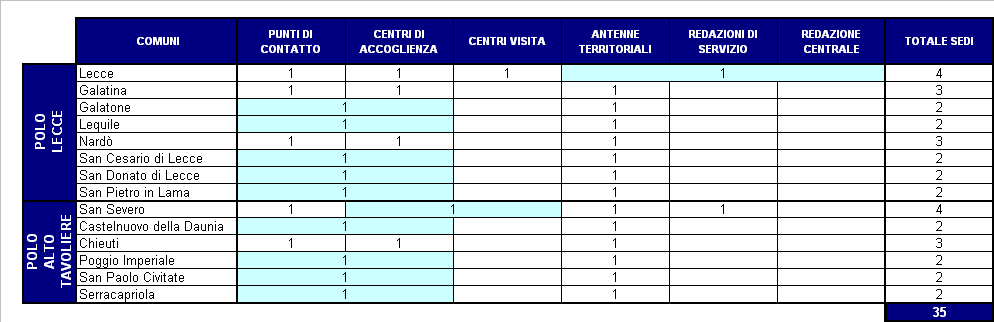 COMUNI PUNTI DI CONTATTO CENTRI DI ACCOGLIENZA CENTRI VISITA ANTENNE TERRITORIALI REDAZIONI DI SERVIZIO REDAZIONE CENTRALE TOTALE SEDI
POLO LECCE
Lecce 1 1 1 1 4
Galatina 1 1 1 3
Galatone 1 1 2
Lequile 1 1 2
Nardò 1 1 1 3
San Cesario di Lecce 1 1 2
San Donato di Lecce 1 1 2
San Pietro in Lama 1 1 2
POLO ALTO TAVOLIERE
San Severo 1 1 1 1 4
Castelnuovo della Daunia 1 1 2
Chieuti 1 1 1 3
Poggio Imperiale 1 1 2
San Paolo Civitate 1 1 2
Serracapriola 1 1 2
35